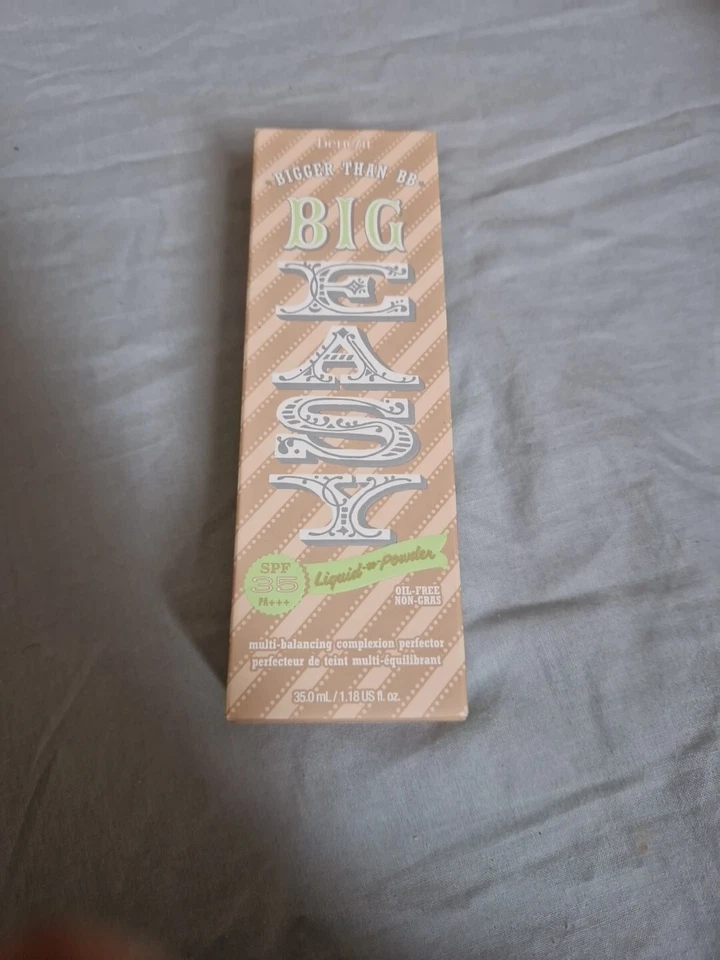 benefit
BIGGER THAN BB
BIG
EASY
SPF
35
PA+++
Liquid-to-Powder
OIL-FREE
NON-GRAS
multi-balancing complexion perfector
perfecteur de teint multi-équilibrant
35.0 mL / 1.18 US fl. oz.